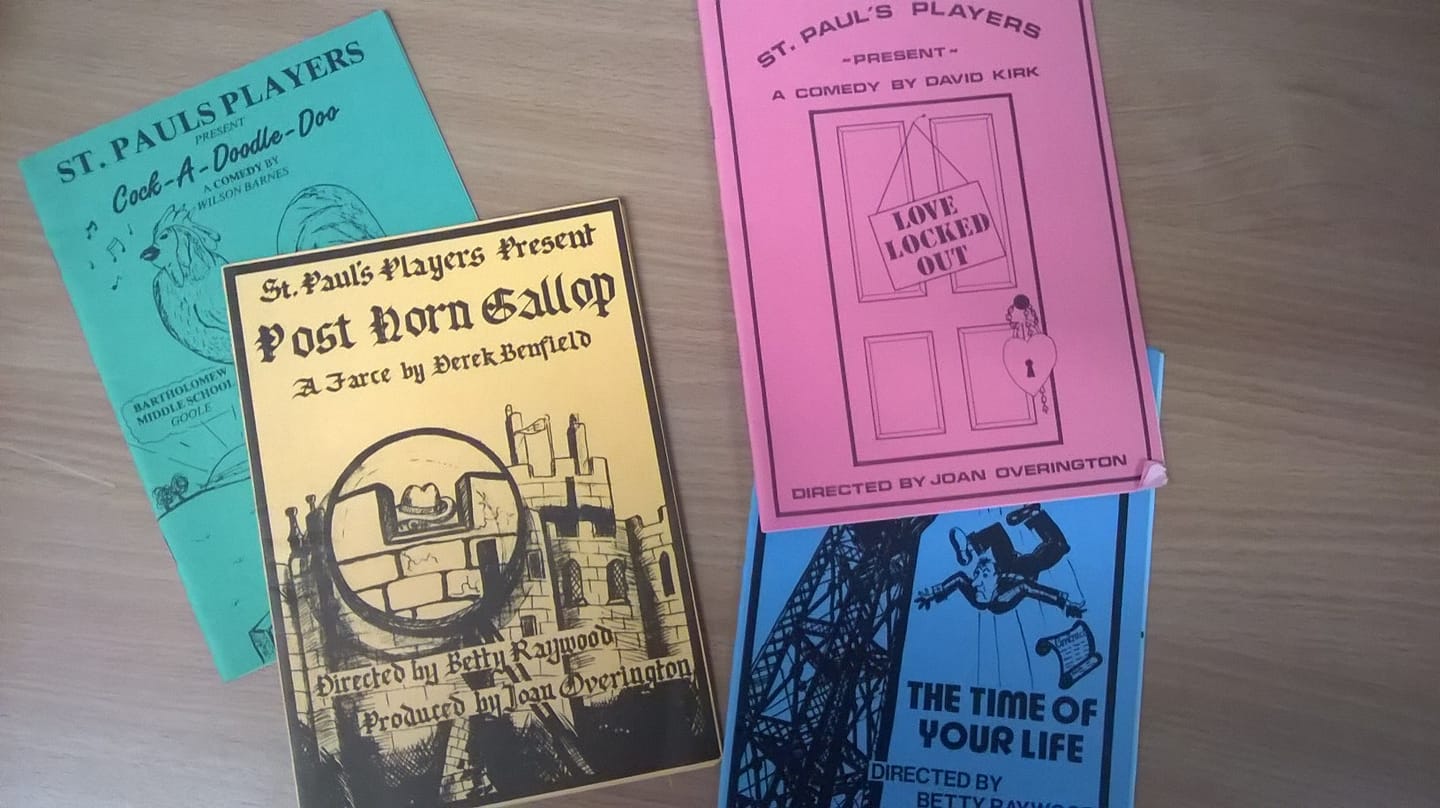 ST. PAULS PLAYERS
PRESENT
Cock-A-Doodle-Doo
A COMEDY BY
WILSON BARNES
BARTHOLOMEW
MIDDLE SCHOOL
GOOLE
St. Paul's Players Present
Post Horn Gallop
A Farce by Derek Benfield
Directed by Betty Raywood
Produced by Joan Overington
ST. PAUL'S PLAYERS
~PRESENT~
A COMEDY BY DAVID KIRK
LOVE
LOCKED
OUT
DIRECTED BY JOAN OVERINGTON
THE TIME OF
YOUR LIFE
DIRECTED BY
BETTY RAYWOOD